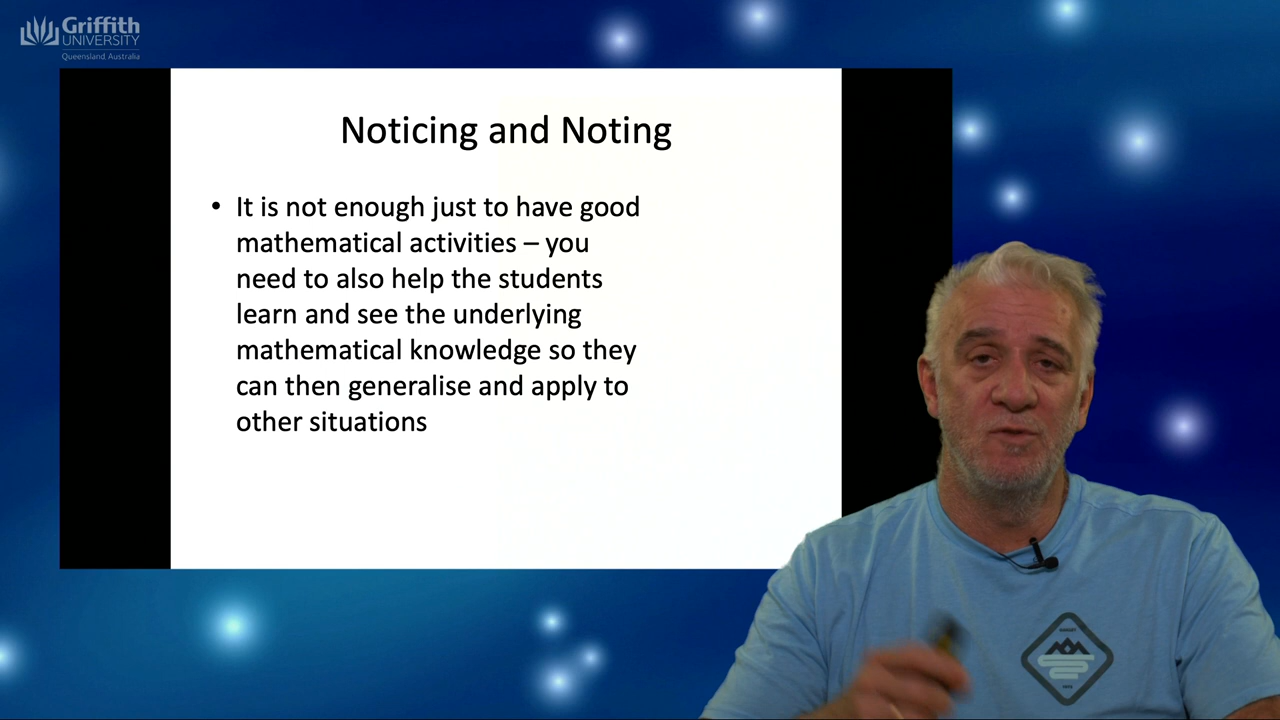 Griffith
UNIVERSITY
Queensland, Australia
Noticing and Noting
• It is not enough just to have good
mathematical activities – you
need to also help the students
learn and see the underlying
mathematical knowledge so they
can then generalise and apply to
other situations